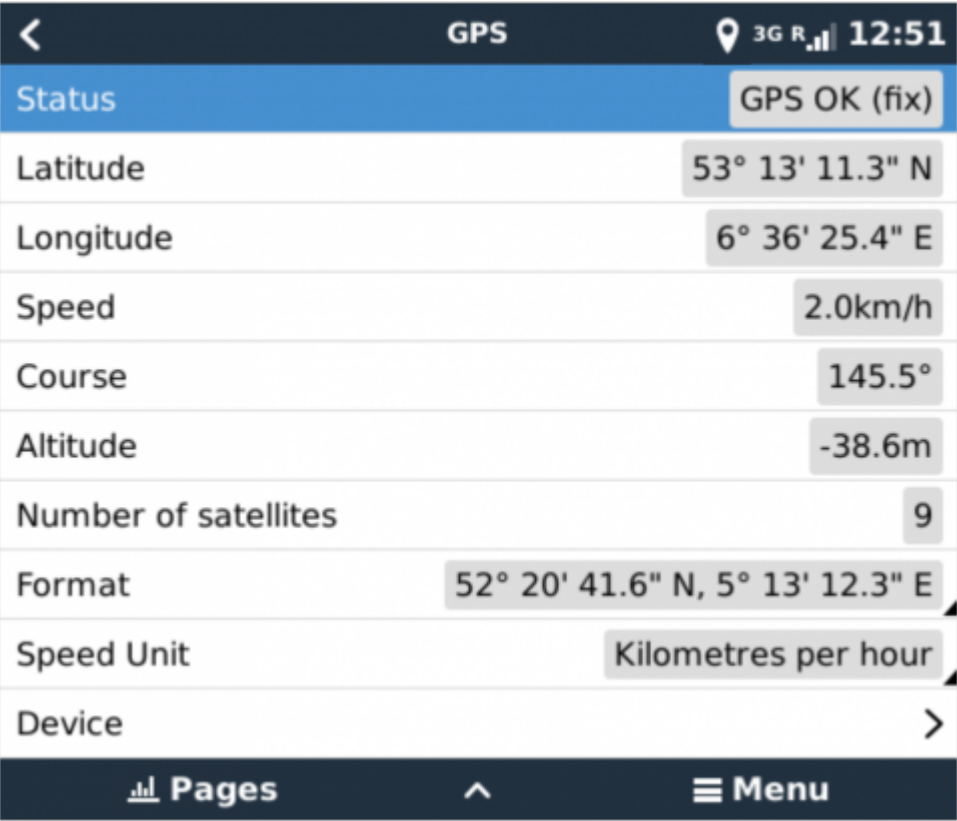 GPS 3G R 12:51
Status GPS OK (fix)
Latitude 53° 13' 11.3" N
Longitude 6° 36' 25.4" E
Speed 2.0km/h
Course 145.5°
Altitude -38.6m
Number of satellites 9
Format 52° 20' 41.6" N, 5° 13' 12.3" E
Speed Unit Kilometres per hour
Device
Pages Menu